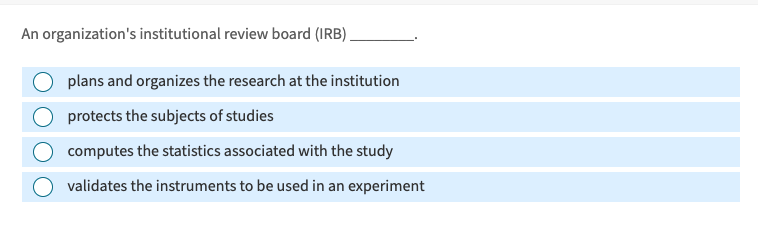 An organization's institutional review board (IRB) ________.
plans and organizes the research at the institution
protects the subjects of studies
computes the statistics associated with the study
validates the instruments to be used in an experiment